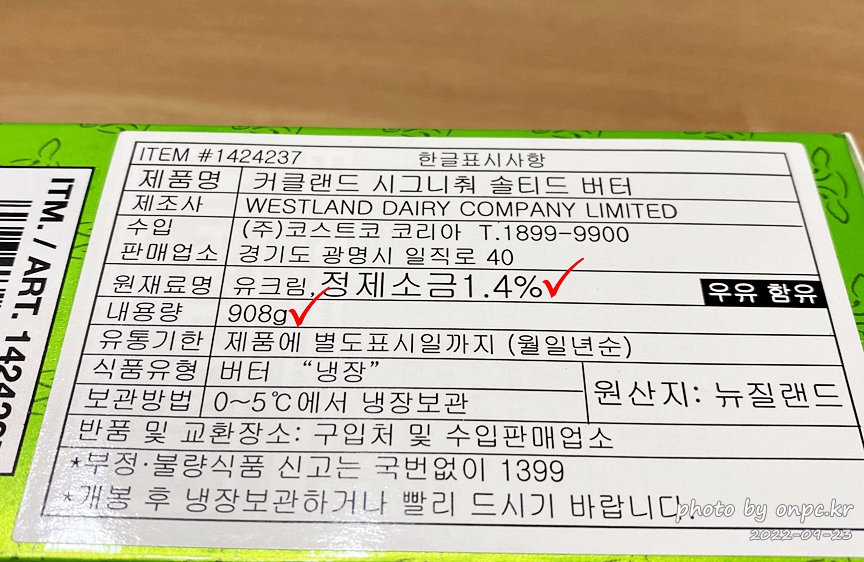 ITEM #1424237 한글표시사항
제품명 커클랜드 시그니춰 솔티드 버터
제조사 WESTLAND DAIRY COMPANY LIMITED
수입 (주)코스트코 코리아 T.1899-9900
판매업소 경기도 광명시 일직로 40
원재료명 유크림,정제소금1.4% 우유 함유
내용량 908g
유통기한 제품에 별도표시일까지 (월일년순)
식품유형 버터 “냉장”
원산지: 뉴질랜드
보관방법 0~5℃에서 냉장보관
반품 및 교환장소: 구입처 및 수입판매업소
*부정·불량식품 신고는 국번없이 1399
*개봉 후 냉장보관하거나 빨리 드시기 바랍니다.
ITM. / ART.
photo by onpc.kr
2022-09-23